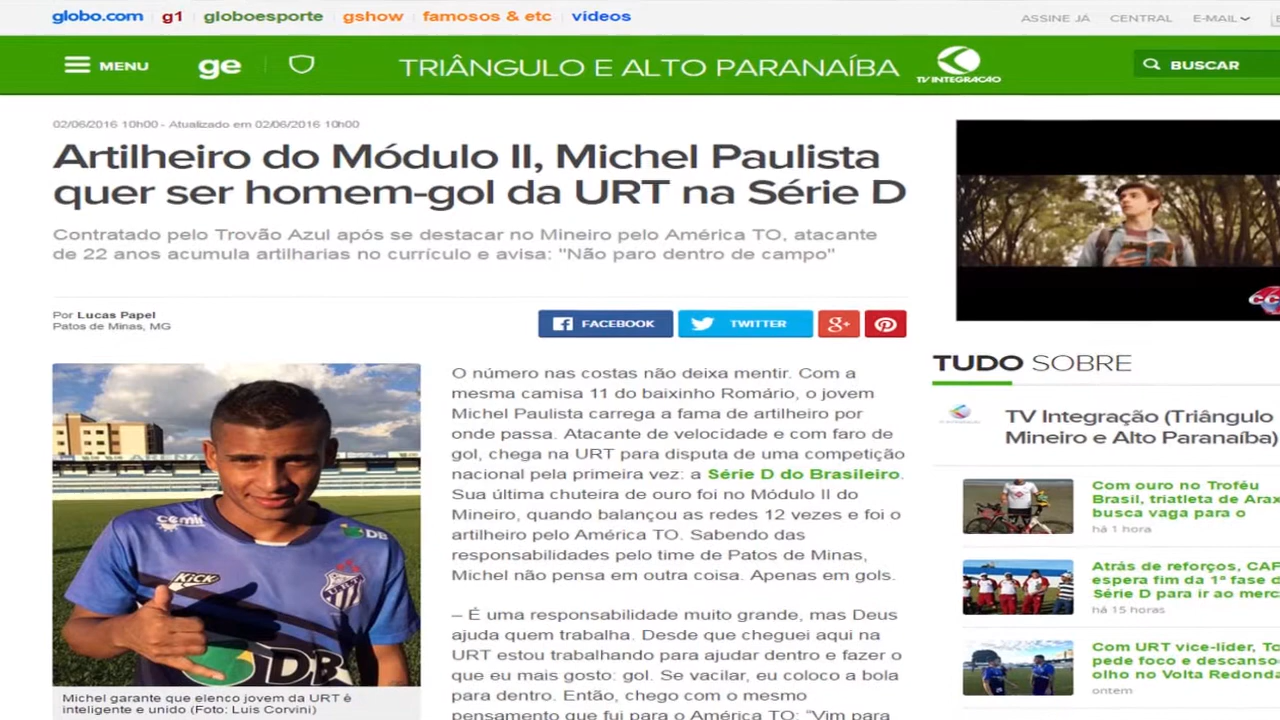 globo.com g1 globoesporte gshow famosos & etc vídeos
ASSINE JÁ CENTRAL E-MAIL
MENU ge TRIÂNGULO E ALTO PARANAÍBA TV INTEGRAÇÃO BUSCAR
02/06/2016 10h00 - Atualizado em 02/06/2016 10h00
Artilheiro do Módulo II, Michel Paulista
quer ser homem-gol da URT na Série D
Contratado pelo Trovão Azul após se destacar no Mineiro pelo América TO, atacante
de 22 anos acumula artilharias no currículo e avisa: "Não paro dentro de campo"
Por Lucas Papel
Patos de Minas, MG
FACEBOOK TWITTER g+
cemil
DB
KICK
DB
Michel garante que elenco jovem da URT é
inteligente e unido (Foto: Luis Corvini)
O número nas costas não deixa mentir. Com a
mesma camisa 11 do baixinho Romário, o jovem
Michel Paulista carrega a fama de artilheiro por
onde passa. Atacante de velocidade e com faro de
gol, chega na URT para disputa de uma competição
nacional pela primeira vez: a Série D do Brasileiro.
Sua última chuteira de ouro foi no Módulo II do
Mineiro, quando balançou as redes 12 vezes e foi o
artilheiro pelo América TO. Sabendo das
responsabilidades pelo time de Patos de Minas,
Michel não pensa em outra coisa. Apenas em gols.
– É uma responsabilidade muito grande, mas Deus
ajuda quem trabalha. Desde que cheguei aqui na
URT estou trabalhando para ajudar dentro e fazer o
que eu mais gosto: gol. Se vacilar, eu coloco a bola
para dentro. Então, chego com o mesmo
pensamento que fui para o América TO: "Vim para
TUDO SOBRE
TV Integração (Triângulo
Mineiro e Alto Paranaíba)
Com ouro no Troféu
Brasil, triatleta de Arax
busca vaga para o
há 1 hora
Atrás de reforços, CAF
espera fim da 1ª fase d
Série D para ir ao merc
há 15 horas
Com URT vice-líder, To
pede foco e descanso
olho no Volta Redonda
ontem